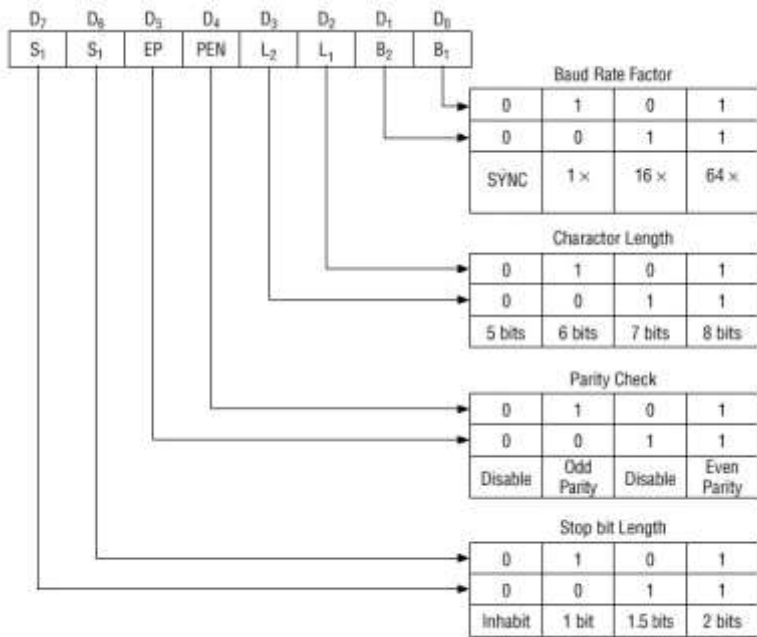 D₇ D₆ D₅ D₄ D₃ D₂ D₁ D₀
S₁ S₁ EP PEN L₂ L₁ B₂ B₁
Baud Rate Factor
0 1 0 1
0 0 1 1
SYNC 1 × 16 × 64 ×
Charactor Length
0 1 0 1
0 0 1 1
5 bits 6 bits 7 bits 8 bits
Parity Check
0 1 0 1
0 0 1 1
Disable Odd Parity Disable Even Parity
Stop bit Length
0 1 0 1
0 0 1 1
Inhabit 1 bit 1.5 bits 2 bits